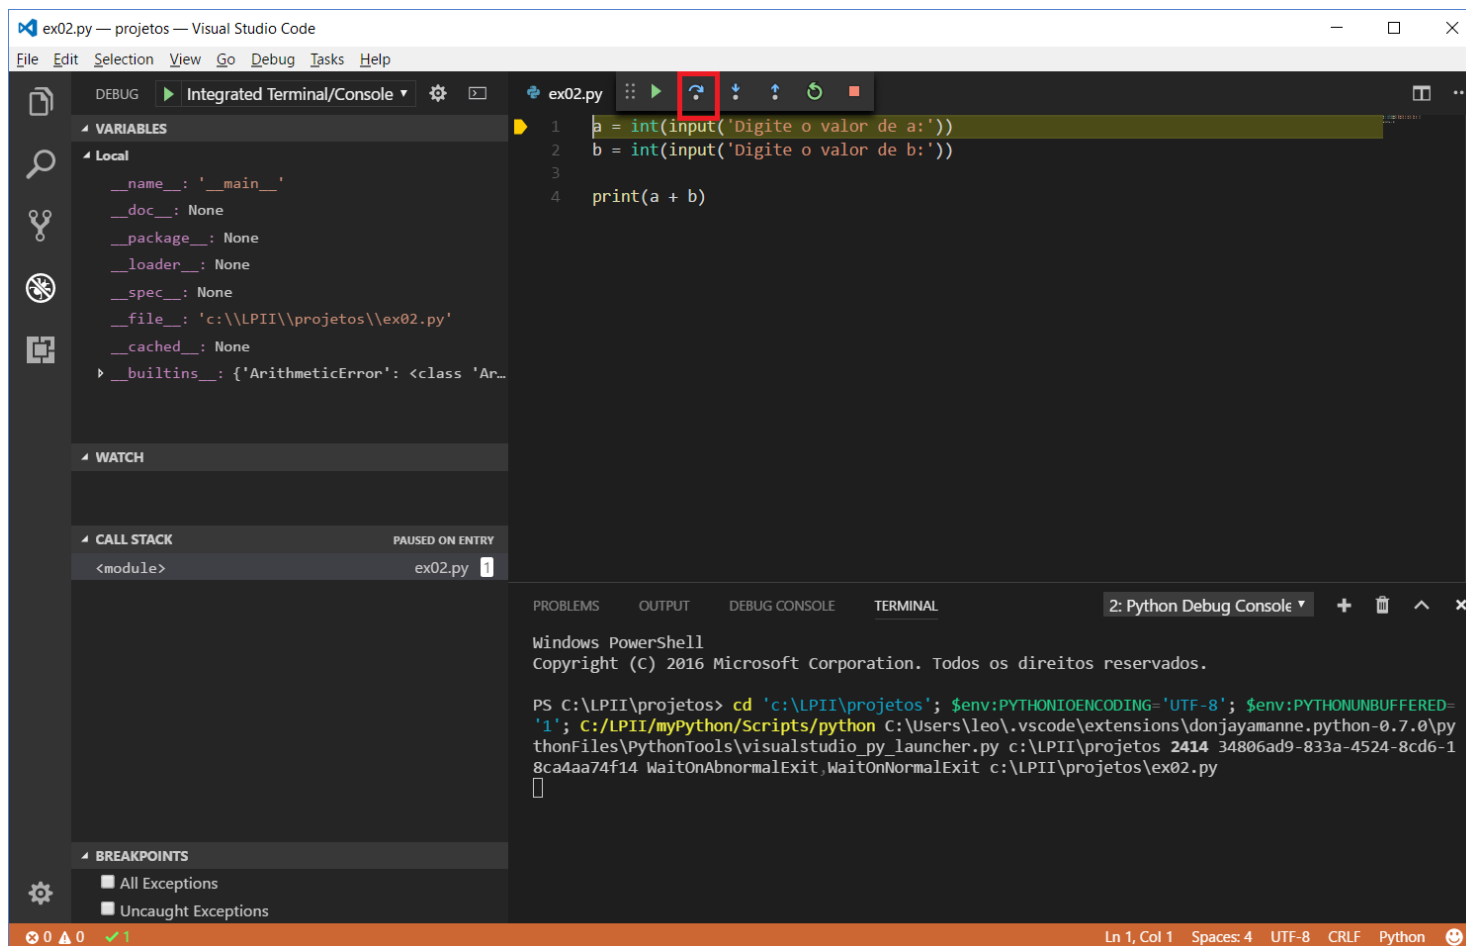 ex02.py — projetos — Visual Studio Code
File Edit Selection View Go Debug Tasks Help
DEBUG Integrated Terminal/Console
VARIABLES
Local
__name__: '__main__'
__doc__: None
__package__: None
__loader__: None
__spec__: None
__file__: 'c:\\LPII\\projetos\\ex02.py'
__cached__: None
__builtins__: {'ArithmeticError': <class 'Ar…
WATCH
CALL STACK PAUSED ON ENTRY
<module> ex02.py 1
BREAKPOINTS
All Exceptions
Uncaught Exceptions
ex02.py
1 a = int(input('Digite o valor de a:'))
2 b = int(input('Digite o valor de b:'))
3
4 print(a + b)
PROBLEMS OUTPUT DEBUG CONSOLE TERMINAL 2: Python Debug Console
Windows PowerShell
Copyright (C) 2016 Microsoft Corporation. Todos os direitos reservados.
PS C:\LPII\projetos> cd 'c:\LPII\projetos'; $env:PYTHONIOENCODING='UTF-8'; $env:PYTHONUNBUFFERED=
'1'; C:/LPII/myPython/Scripts/python C:\Users\leo\.vscode\extensions\donjayamanne.python-0.7.0\py
thonFiles\PythonTools\visualstudio_py_launcher.py c:\LPII\projetos 2414 34806ad9-833a-4524-8cd6-1
8ca4aa74f14 WaitOnAbnormalExit,WaitOnNormalExit c:\LPII\projetos\ex02.py
0 0 1 Ln 1, Col 1 Spaces: 4 UTF-8 CRLF Python